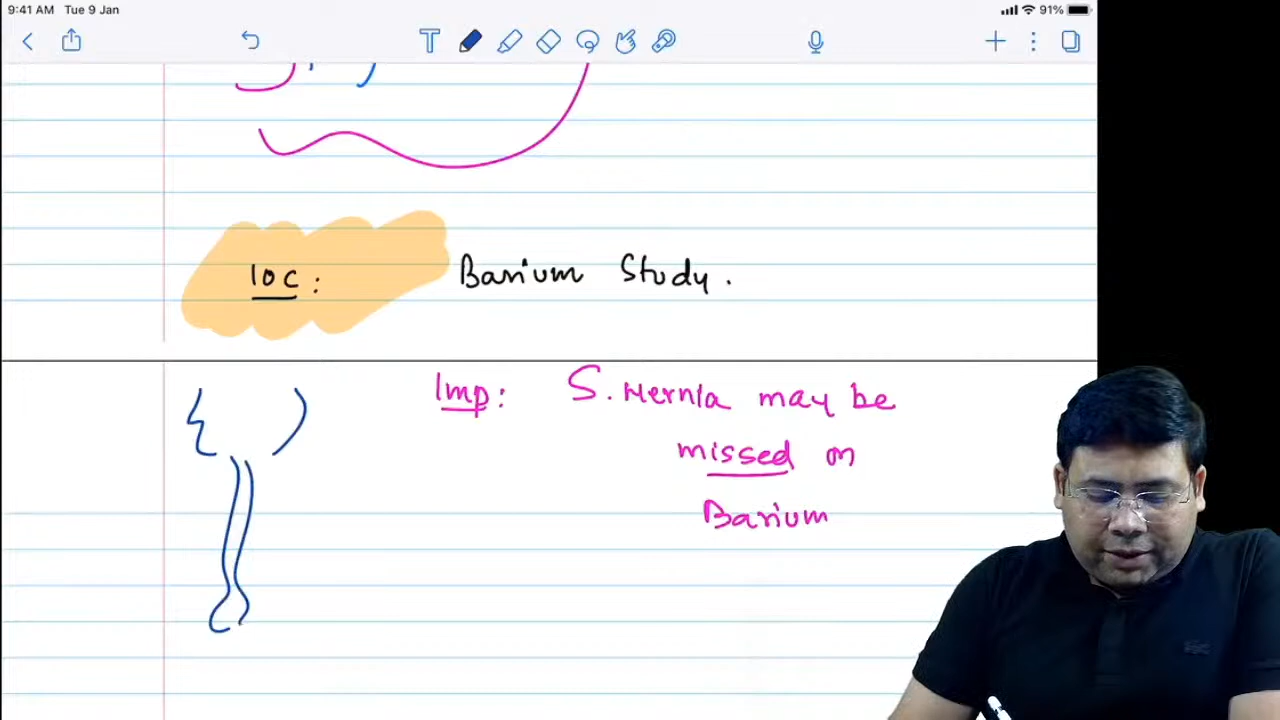 9:41 AM Tue 9 Jan 91%
IOC: Barium Study.
Imp: S. Hernia may be
missed on
Barium